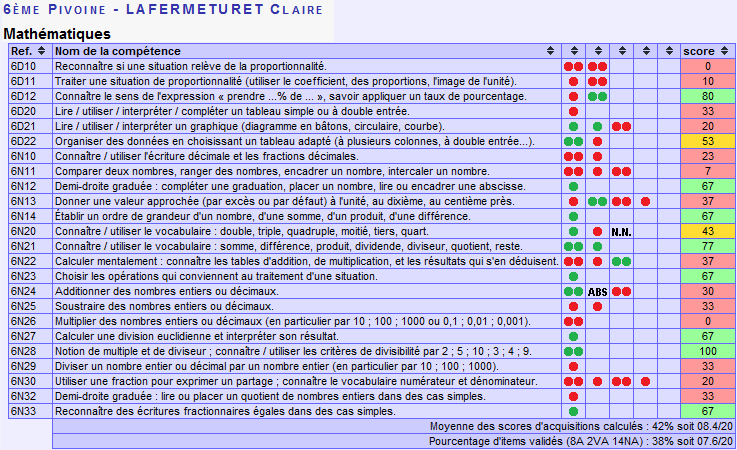 6ème Pivoine - LAFERMETURET Claire
Mathématiques
Ref. Nom de la compétence score
6D10 Reconnaître si une situation relève de la proportionnalité. 0
6D11 Traiter une situation de proportionnalité (utiliser le coefficient, des proportions, l'image de l'unité). 10
6D12 Connaître le sens de l'expression « prendre ...% de ... », savoir appliquer un taux de pourcentage. 80
6D20 Lire / utiliser / interpréter / compléter un tableau simple ou à double entrée. 33
6D21 Lire / utiliser / interpréter un graphique (diagramme en bâtons, circulaire, courbe). 20
6D22 Organiser des données en choisissant un tableau adapté (à plusieurs colonnes, à double entrée...). 53
6N10 Connaître / utiliser l'écriture décimale et les fractions décimales. 23
6N11 Comparer deux nombres, ranger des nombres, encadrer un nombre, intercaler un nombre. 7
6N12 Demi-droite graduée : compléter une graduation, placer un nombre, lire ou encadrer une abscisse. 67
6N13 Donner une valeur approchée (par excès ou par défaut) à l'unité, au dixième, au centième près. 37
6N14 Établir un ordre de grandeur d'un nombre, d'une somme, d'un produit, d'une différence. 67
6N20 Connaître / utiliser le vocabulaire : double, triple, quadruple, moitié, tiers, quart. N.N. 43
6N21 Connaître / utiliser le vocabulaire : somme, différence, produit, dividende, diviseur, quotient, reste. 77
6N22 Calculer mentalement : connaître les tables d'addition, de multiplication, et les résultats qui s'en déduisent. 37
6N23 Choisir les opérations qui conviennent au traitement d'une situation. 67
6N24 Additionner des nombres entiers ou décimaux. ABS 30
6N25 Soustraire des nombres entiers ou décimaux. 33
6N26 Multiplier des nombres entiers ou décimaux (en particulier par 10 ; 100 ; 1000 ou 0,1 ; 0,01 ; 0,001). 0
6N27 Calculer une division euclidienne et interpréter son résultat. 67
6N28 Notion de multiple et de diviseur ; connaître / utiliser les critères de divisibilité par 2 ; 5 ; 10 ; 3 ; 4 ; 9. 100
6N29 Diviser un nombre entier ou décimal par un nombre entier (en particulier par 10 ; 100 ; 1000). 33
6N30 Utiliser une fraction pour exprimer un partage ; connaître le vocabulaire numérateur et dénominateur. 20
6N32 Demi-droite graduée : lire ou placer un quotient de nombres entiers dans des cas simples. 33
6N33 Reconnaître des écritures fractionnaires égales dans des cas simples. 67
Moyenne des scores d'acquisitions calculés : 42% soit 08.4/20
Pourcentage d'items validés (8A 2VA 14NA) : 38% soit 07.6/20